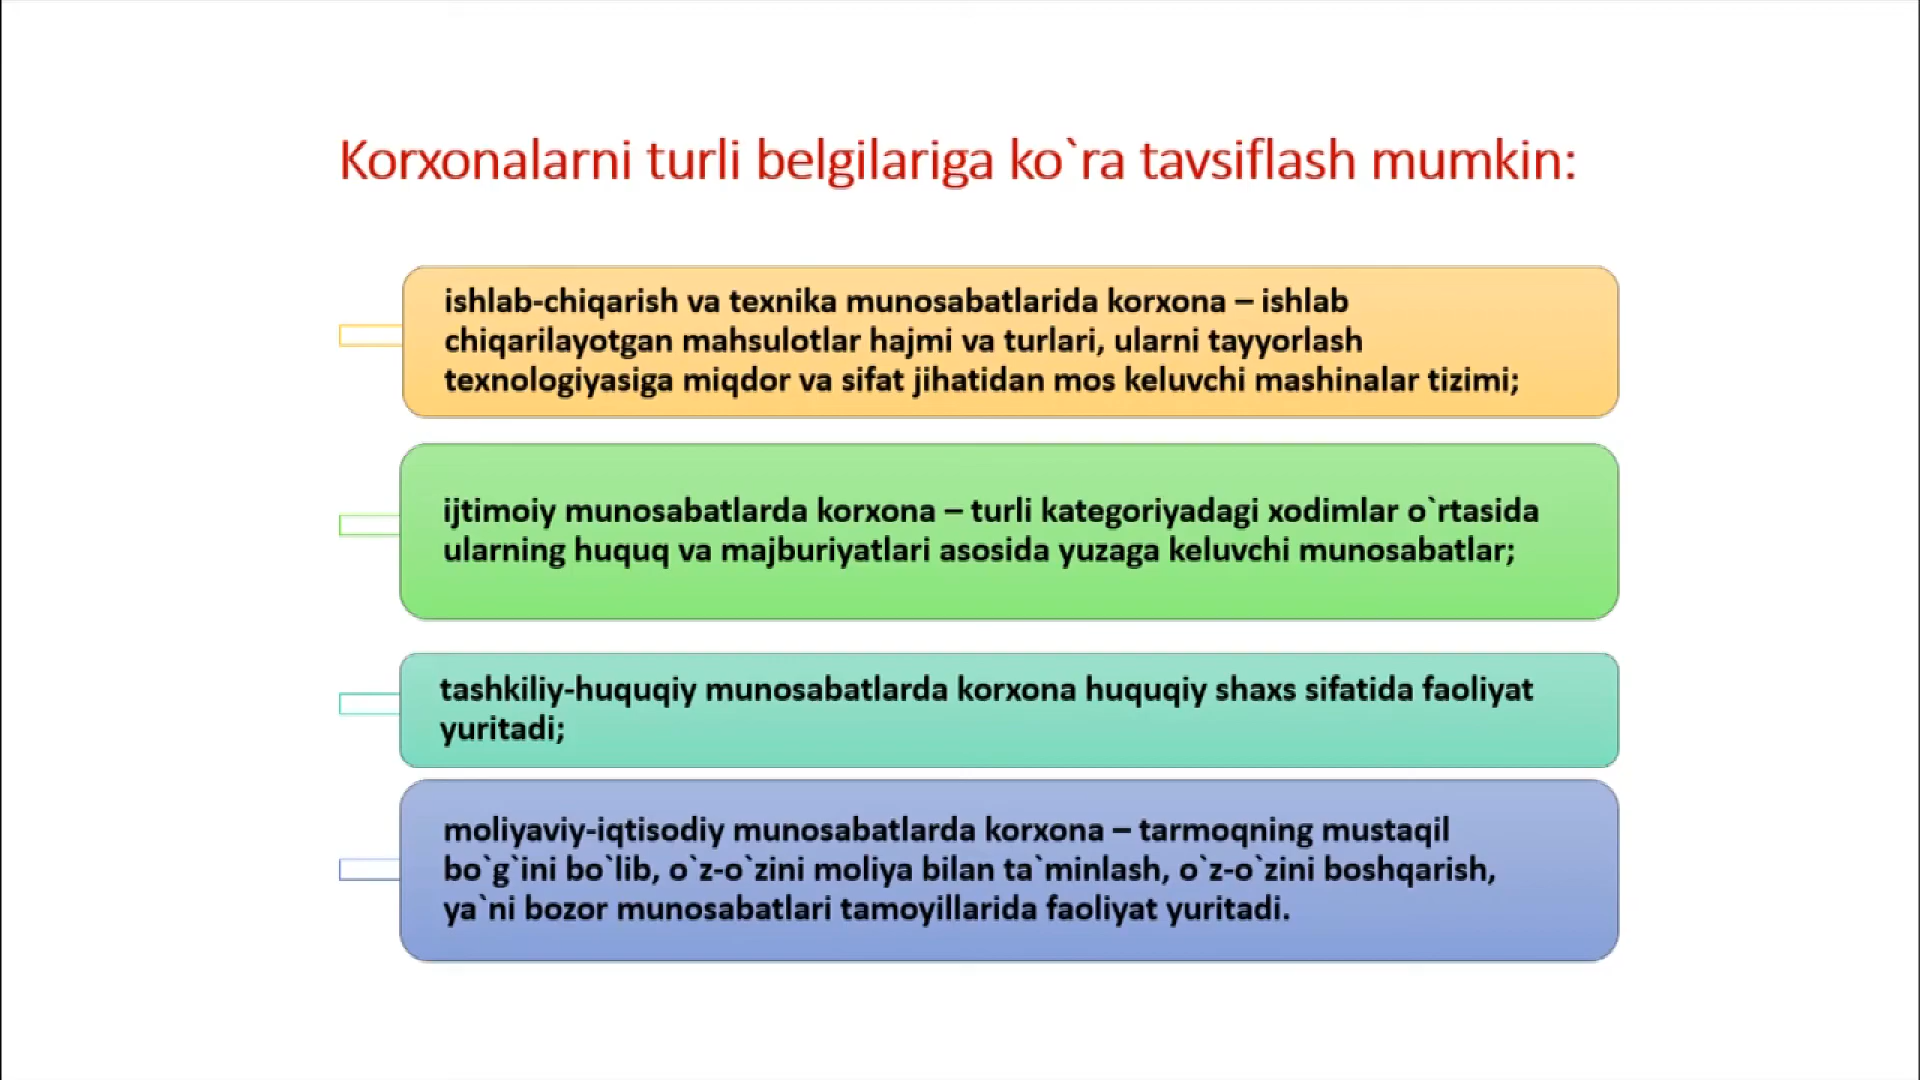 Korxonalarni turli belgilariga ko`ra tavsiflash mumkin:
ishlab-chiqarish va texnika munosabatlarida korxona – ishlab
chiqarilayotgan mahsulotlar hajmi va turlari, ularni tayyorlash
texnologiyasiga miqdor va sifat jihatidan mos keluvchi mashinalar tizimi;
ijtimoiy munosabatlarda korxona – turli kategoriyadagi xodimlar o`rtasida
ularning huquq va majburiyatlari asosida yuzaga keluvchi munosabatlar;
tashkiliy-huquqiy munosabatlarda korxona huquqiy shaxs sifatida faoliyat
yuritadi;
moliyaviy-iqtisodiy munosabatlarda korxona – tarmoqning mustaqil
bo`g`ini bo`lib, o`z-o`zini moliya bilan ta`minlash, o`z-o`zini boshqarish,
ya`ni bozor munosabatlari tamoyillarida faoliyat yuritadi.